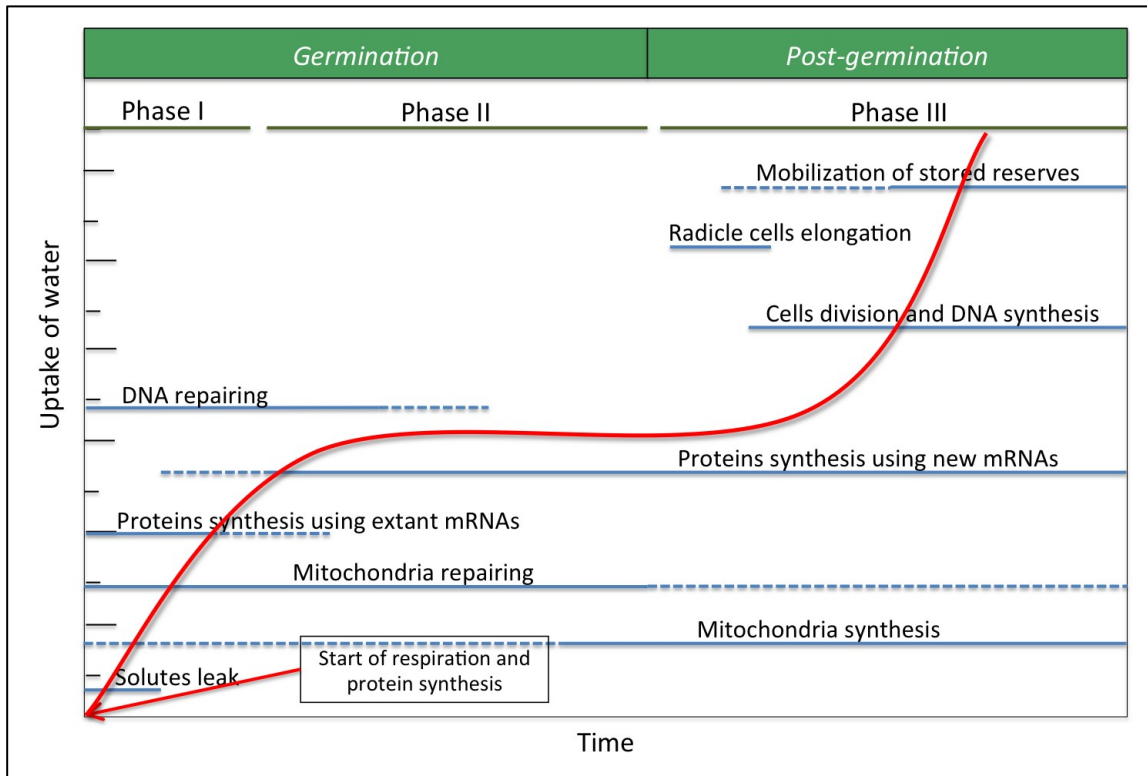 Germination
Post-germination
Phase I
Phase II
Phase III
Mobilization of stored reserves
Radicle cells elongation
Cells division and DNA synthesis
DNA repairing
Proteins synthesis using new mRNAs
Proteins synthesis using extant mRNAs
Mitochondria repairing
Mitochondria synthesis
Start of respiration and
protein synthesis
Solutes leak
Uptake of water
Time